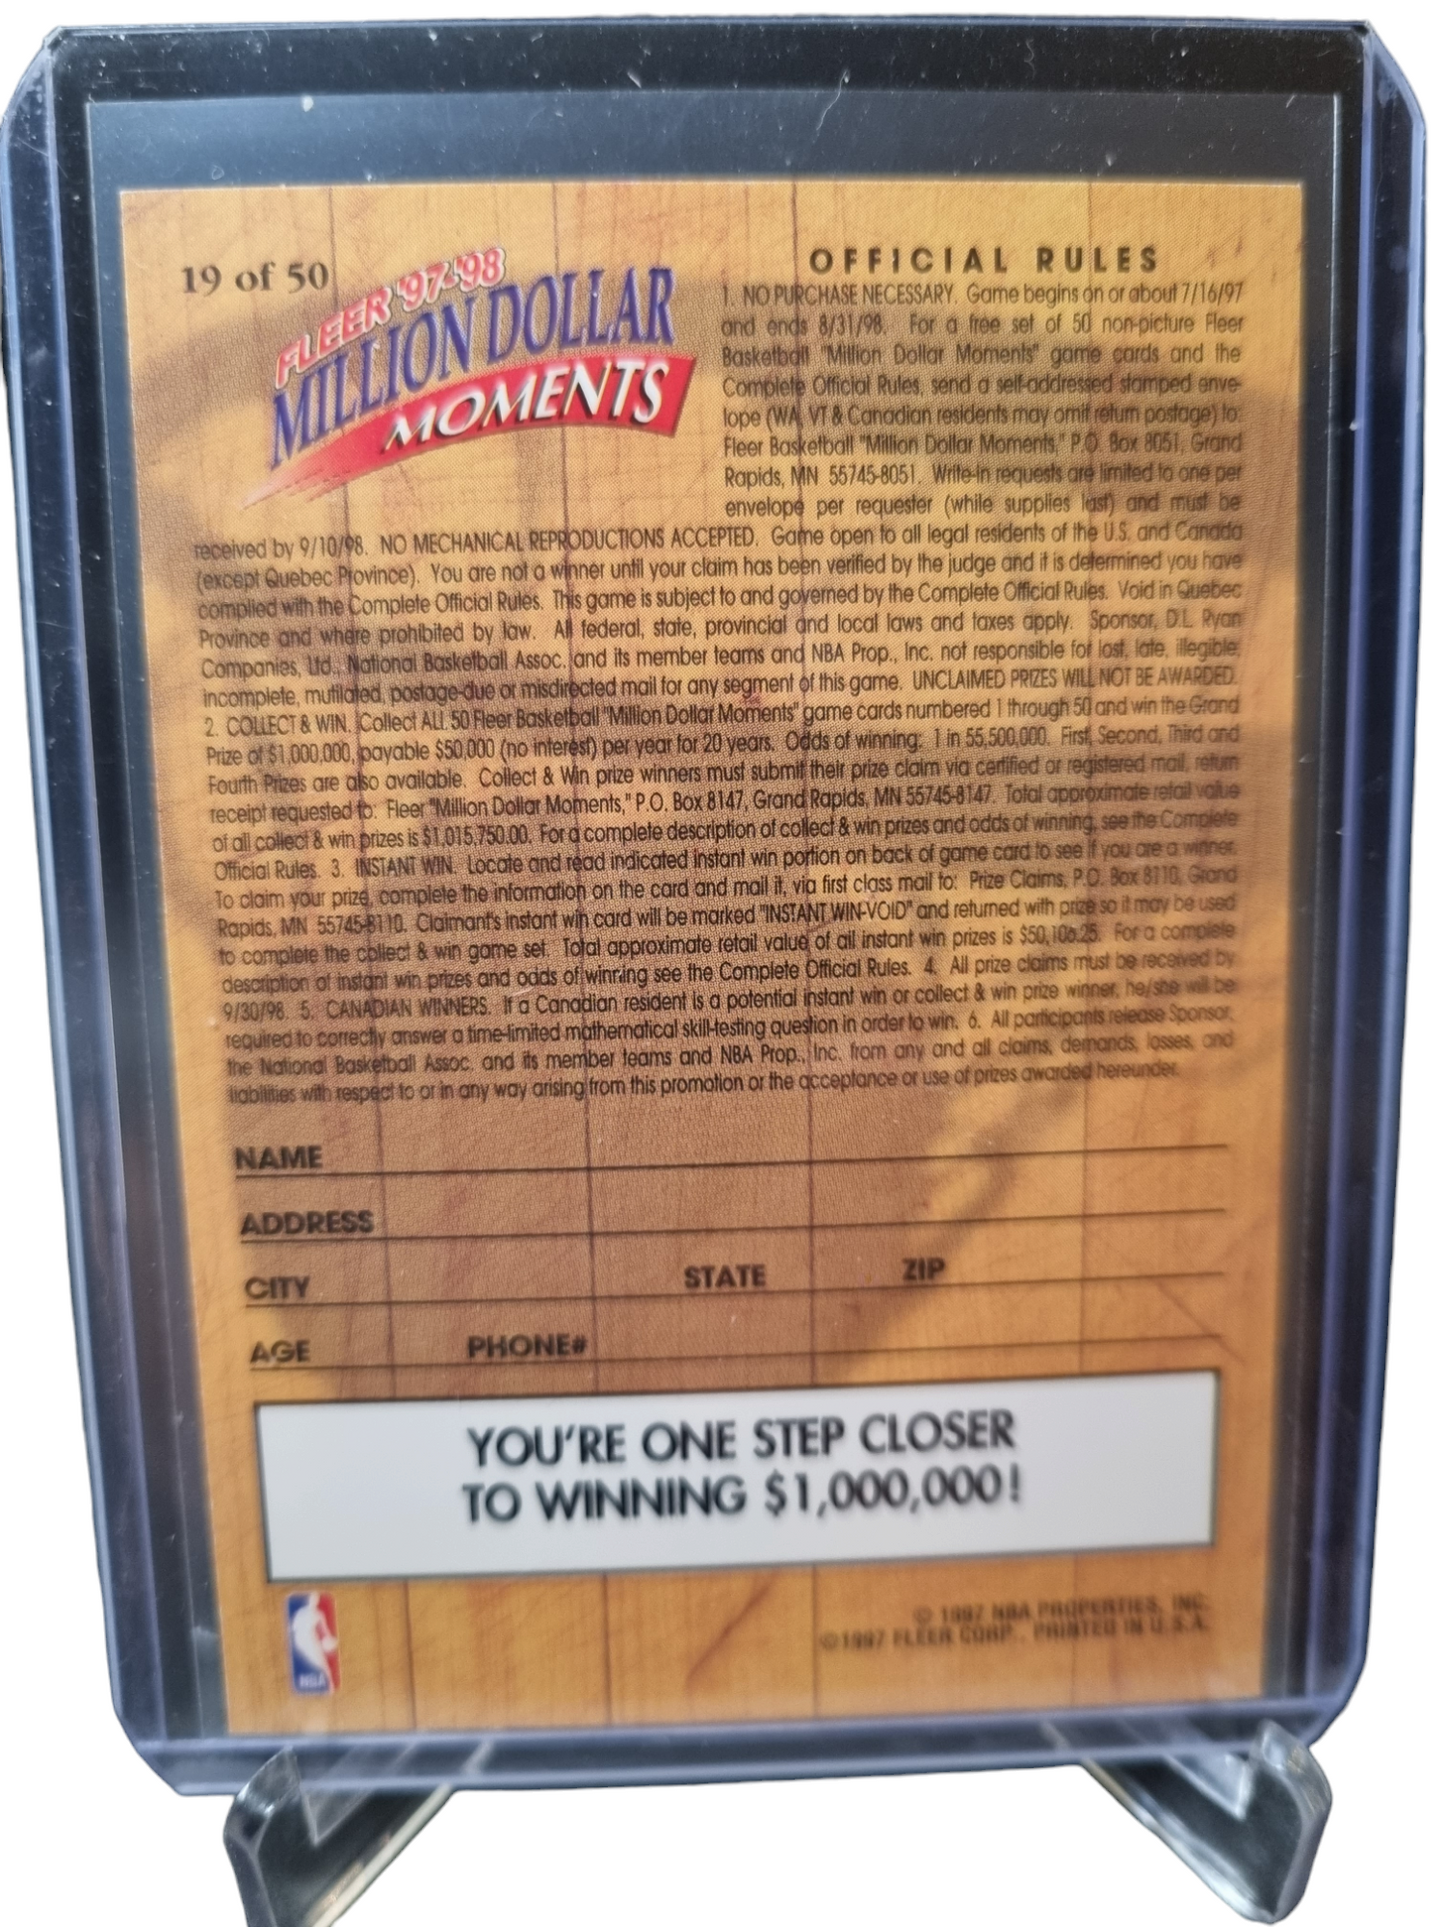 19 of 50
FLEER '97-'98
MILLION DOLLAR
MOMENTS
OFFICIAL RULES
1. NO PURCHASE NECESSARY. Game begins on or about 7/16/97
and ends 8/31/98. For a free set of 50 non-picture Fleer
Basketball "Million Dollar Moments" game cards and the
Complete Official Rules, send a self-addressed stamped enve-
lope (WA, VT & Canadian residents may omit return postage) to:
Fleer Basketball "Million Dollar Moments," P.O. Box 8051, Grand
Rapids, MN 55745-8051. Write-in requests are limited to one per
envelope per requester (while supplies last) and must be
received by 9/10/98. NO MECHANICAL REPRODUCTIONS ACCEPTED. Game open to all legal residents of the U.S. and Canada
(except Quebec Province). You are not a winner until your claim has been verified by the judge and it is determined you have
complied with the Complete Official Rules. This game is subject to and governed by the Complete Official Rules. Void in Quebec
Province and where prohibited by law. All federal, state, provincial and local laws and taxes apply. Sponsor, D.L. Ryan
Companies, Ltd., National Basketball Assoc. and its member teams and NBA Prop., Inc. not responsible for lost, late, illegible,
incomplete, mutilated, postage-due or misdirected mail for any segment of this game. UNCLAIMED PRIZES WILL NOT BE AWARDED.
2. COLLECT & WIN. Collect ALL 50 Fleer Basketball "Million Dollar Moments" game cards numbered 1 through 50 and win the Grand
Prize of $1,000,000, payable $50,000 (no interest) per year for 20 years. Odds of winning: 1 in 55,500,000. First, Second, Third and
Fourth Prizes are also available. Collect & Win prize winners must submit their prize claim via certified or registered mail, return
receipt requested to: Fleer "Million Dollar Moments," P.O. Box 8147, Grand Rapids, MN 55745-8147. Total approximate retail value
of all collect & win prizes is $1,015,750.00. For a complete description of collect & win prizes and odds of winning, see the Complete
Official Rules. 3. INSTANT WIN. Locate and read indicated instant win portion on back of game card to see if you are a winner.
To claim your prize, complete the information on the card and mail it, via first class mail to: Prize Claims, P.O. Box 8110, Grand
Rapids, MN 55745-8110. Claimant's instant win card will be marked "INSTANT WIN-VOID" and returned with prize so it may be used
to complete the collect & win game set. Total approximate retail value of all instant win prizes is $50,106.25. For a complete
description of instant win prizes and odds of winning see the Complete Official Rules. 4. All prize claims must be received by
9/30/98. 5. CANADIAN WINNERS. If a Canadian resident is a potential instant win or collect & win prize winner, he/she will be
required to correctly answer a time-limited mathematical skill-testing question in order to win. 6. All participants release Sponsor,
the National Basketball Assoc. and its member teams and NBA Prop., Inc. from any and all claims, demands, losses, and
liabilities with respect to or in any way arising from this promotion or the acceptance or use of prizes awarded hereunder.
NAME
ADDRESS
CITY STATE ZIP
AGE PHONE#
YOU'RE ONE STEP CLOSER
TO WINNING $1,000,000!
NBA
© 1997 NBA PROPERTIES, INC.
©1997 FLEER CORP., PRINTED IN U.S.A.